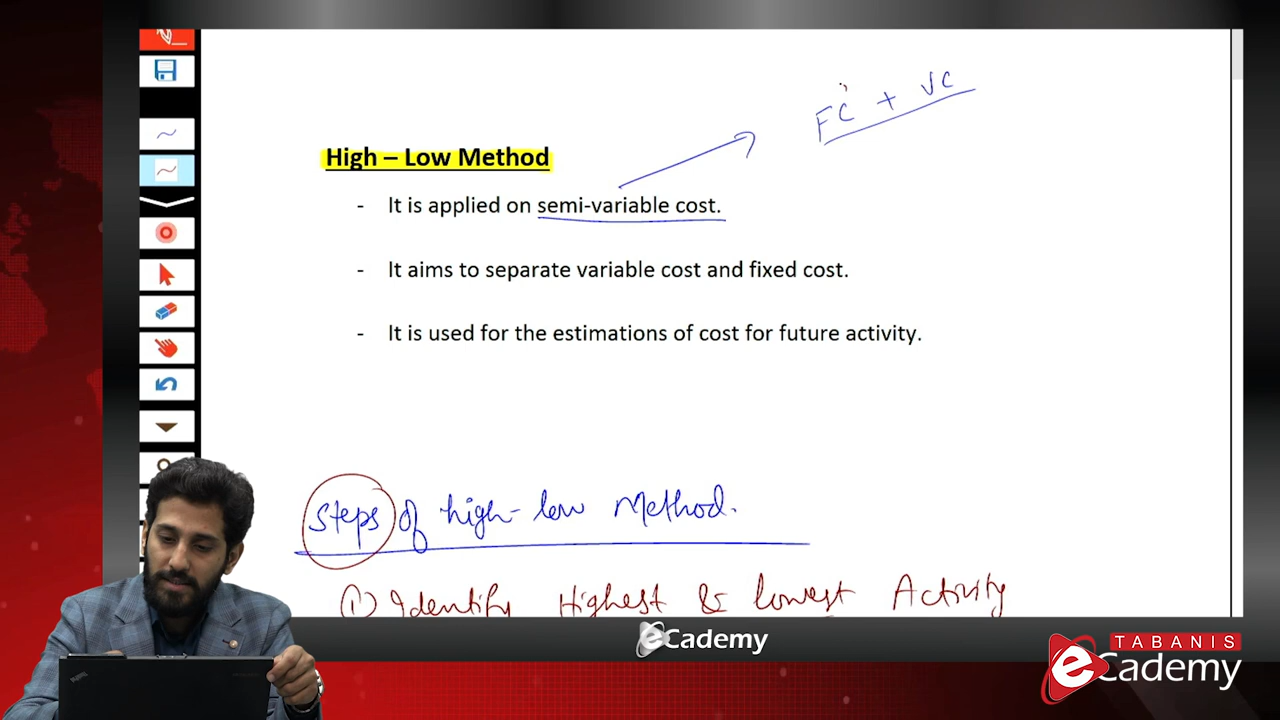 FC + VC
High – Low Method
- It is applied on semi-variable cost.
- It aims to separate variable cost and fixed cost.
- It is used for the estimations of cost for future activity.
Steps of high-low Method.
(1) Identify Highest & lowest Activity
eCademy
TABANIS
eCademy
ThinkPad